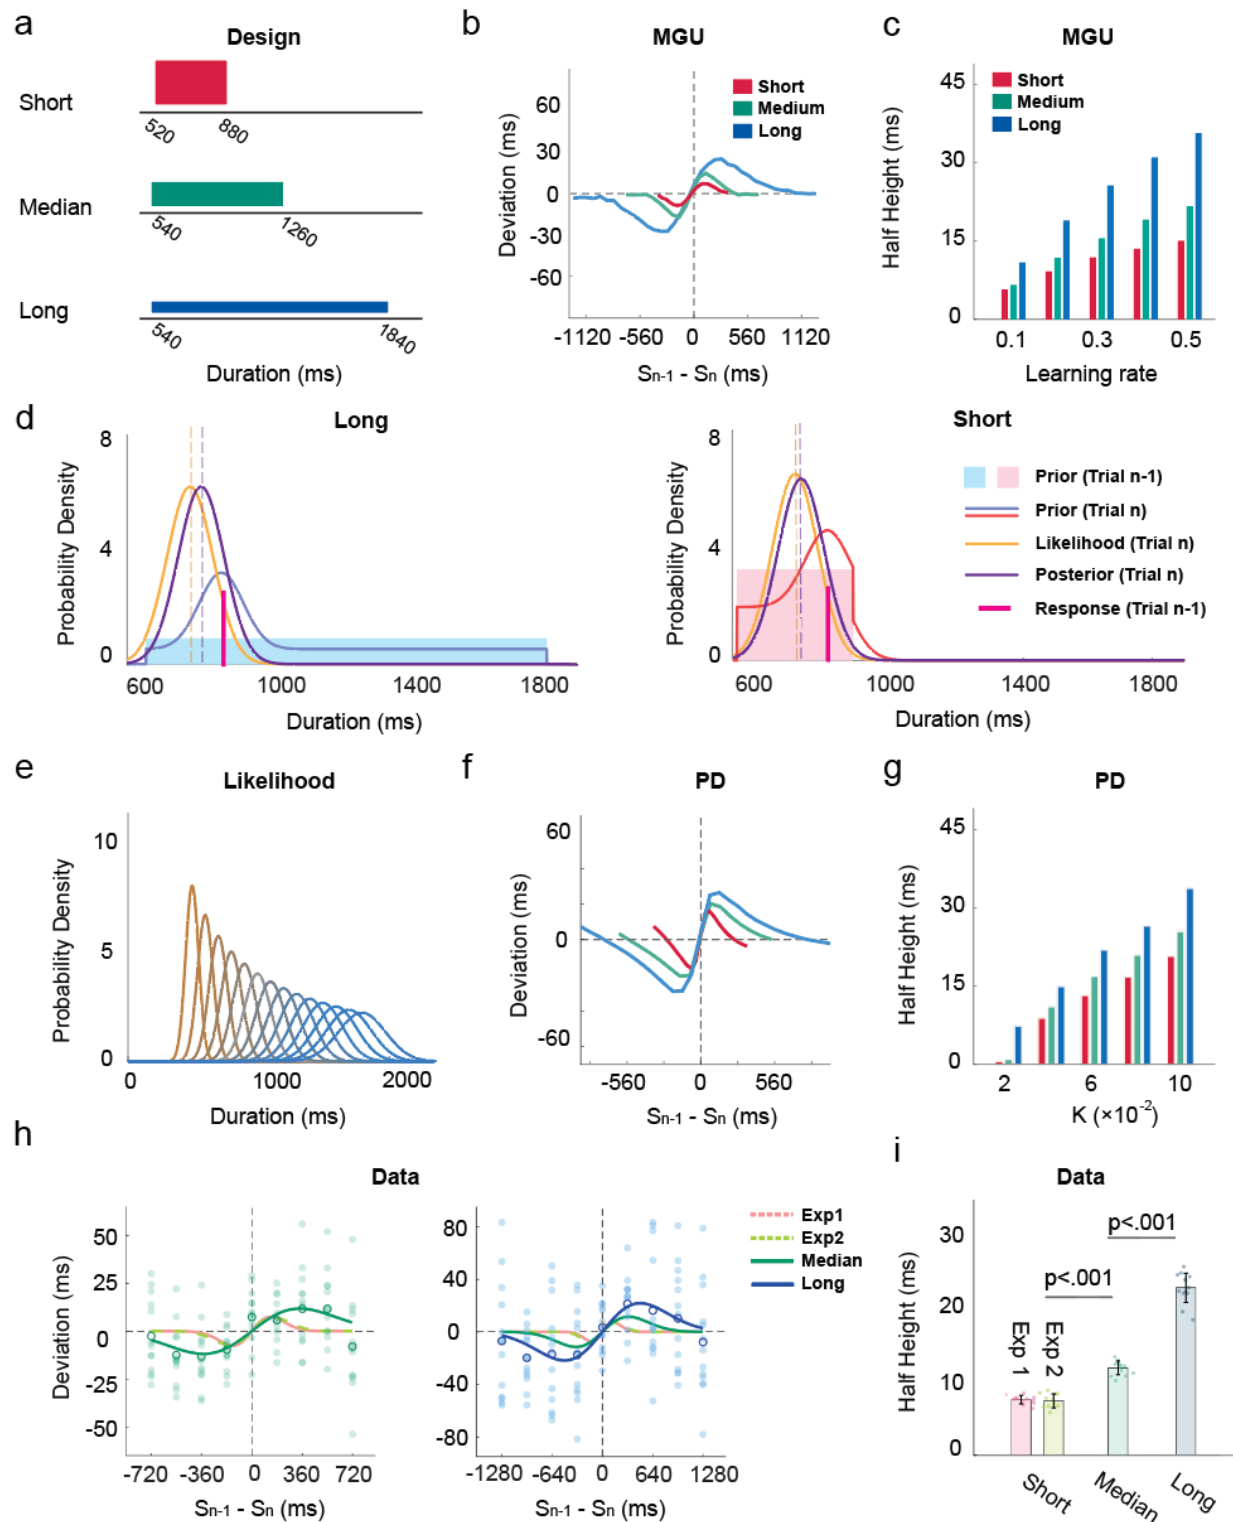 a
Design
Short
520
880
Median
540
1260
Long
540
1840
Duration (ms)
b
MGU
Short
Medium
Long
Deviation (ms)
60
30
0
-30
-60
-1120 -560 0 560 1120
Sn-1 - Sn (ms)
c
MGU
Short
Medium
Long
Half Height (ms)
45
30
15
0
0.1 0.3 0.5
Learning rate
d
Long
Probability Density
8
4
0
600 1000 1400 1800
Duration (ms)
Short
Probability Density
8
4
0
600 1000 1400 1800
Duration (ms)
Prior (Trial n-1)
Prior (Trial n)
Likelihood (Trial n)
Posterior (Trial n)
Response (Trial n-1)
e
Likelihood
Probability Density
10
5
0
0 1000 2000
Duration (ms)
f
PD
Deviation (ms)
60
0
-60
-560 0 560
Sn-1 - Sn (ms)
g
PD
Half Height (ms)
45
30
15
0
2 6 10
K (×10-2)
h
Data
Deviation (ms)
50
25
0
-25
-50
-720 -360 0 360 720
Sn-1 - Sn (ms)
80
40
0
-40
-80
-1280 -640 0 640 1280
Sn-1 - Sn (ms)
Exp1
Exp2
Median
Long
i
Data
Half Height (ms)
30
20
10
0
p<.001
p<.001
Exp 1
Exp 2
Short
Median
Long